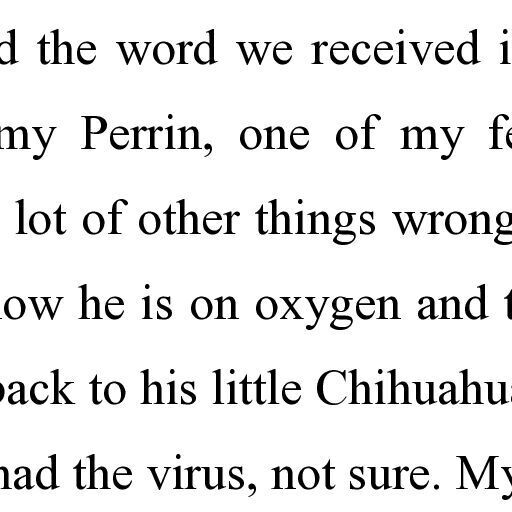 d the word we received i
my Perrin, one of my fe
lot of other things wrong
ow he is on oxygen and t
back to his little Chihuahua
had the virus, not sure. My